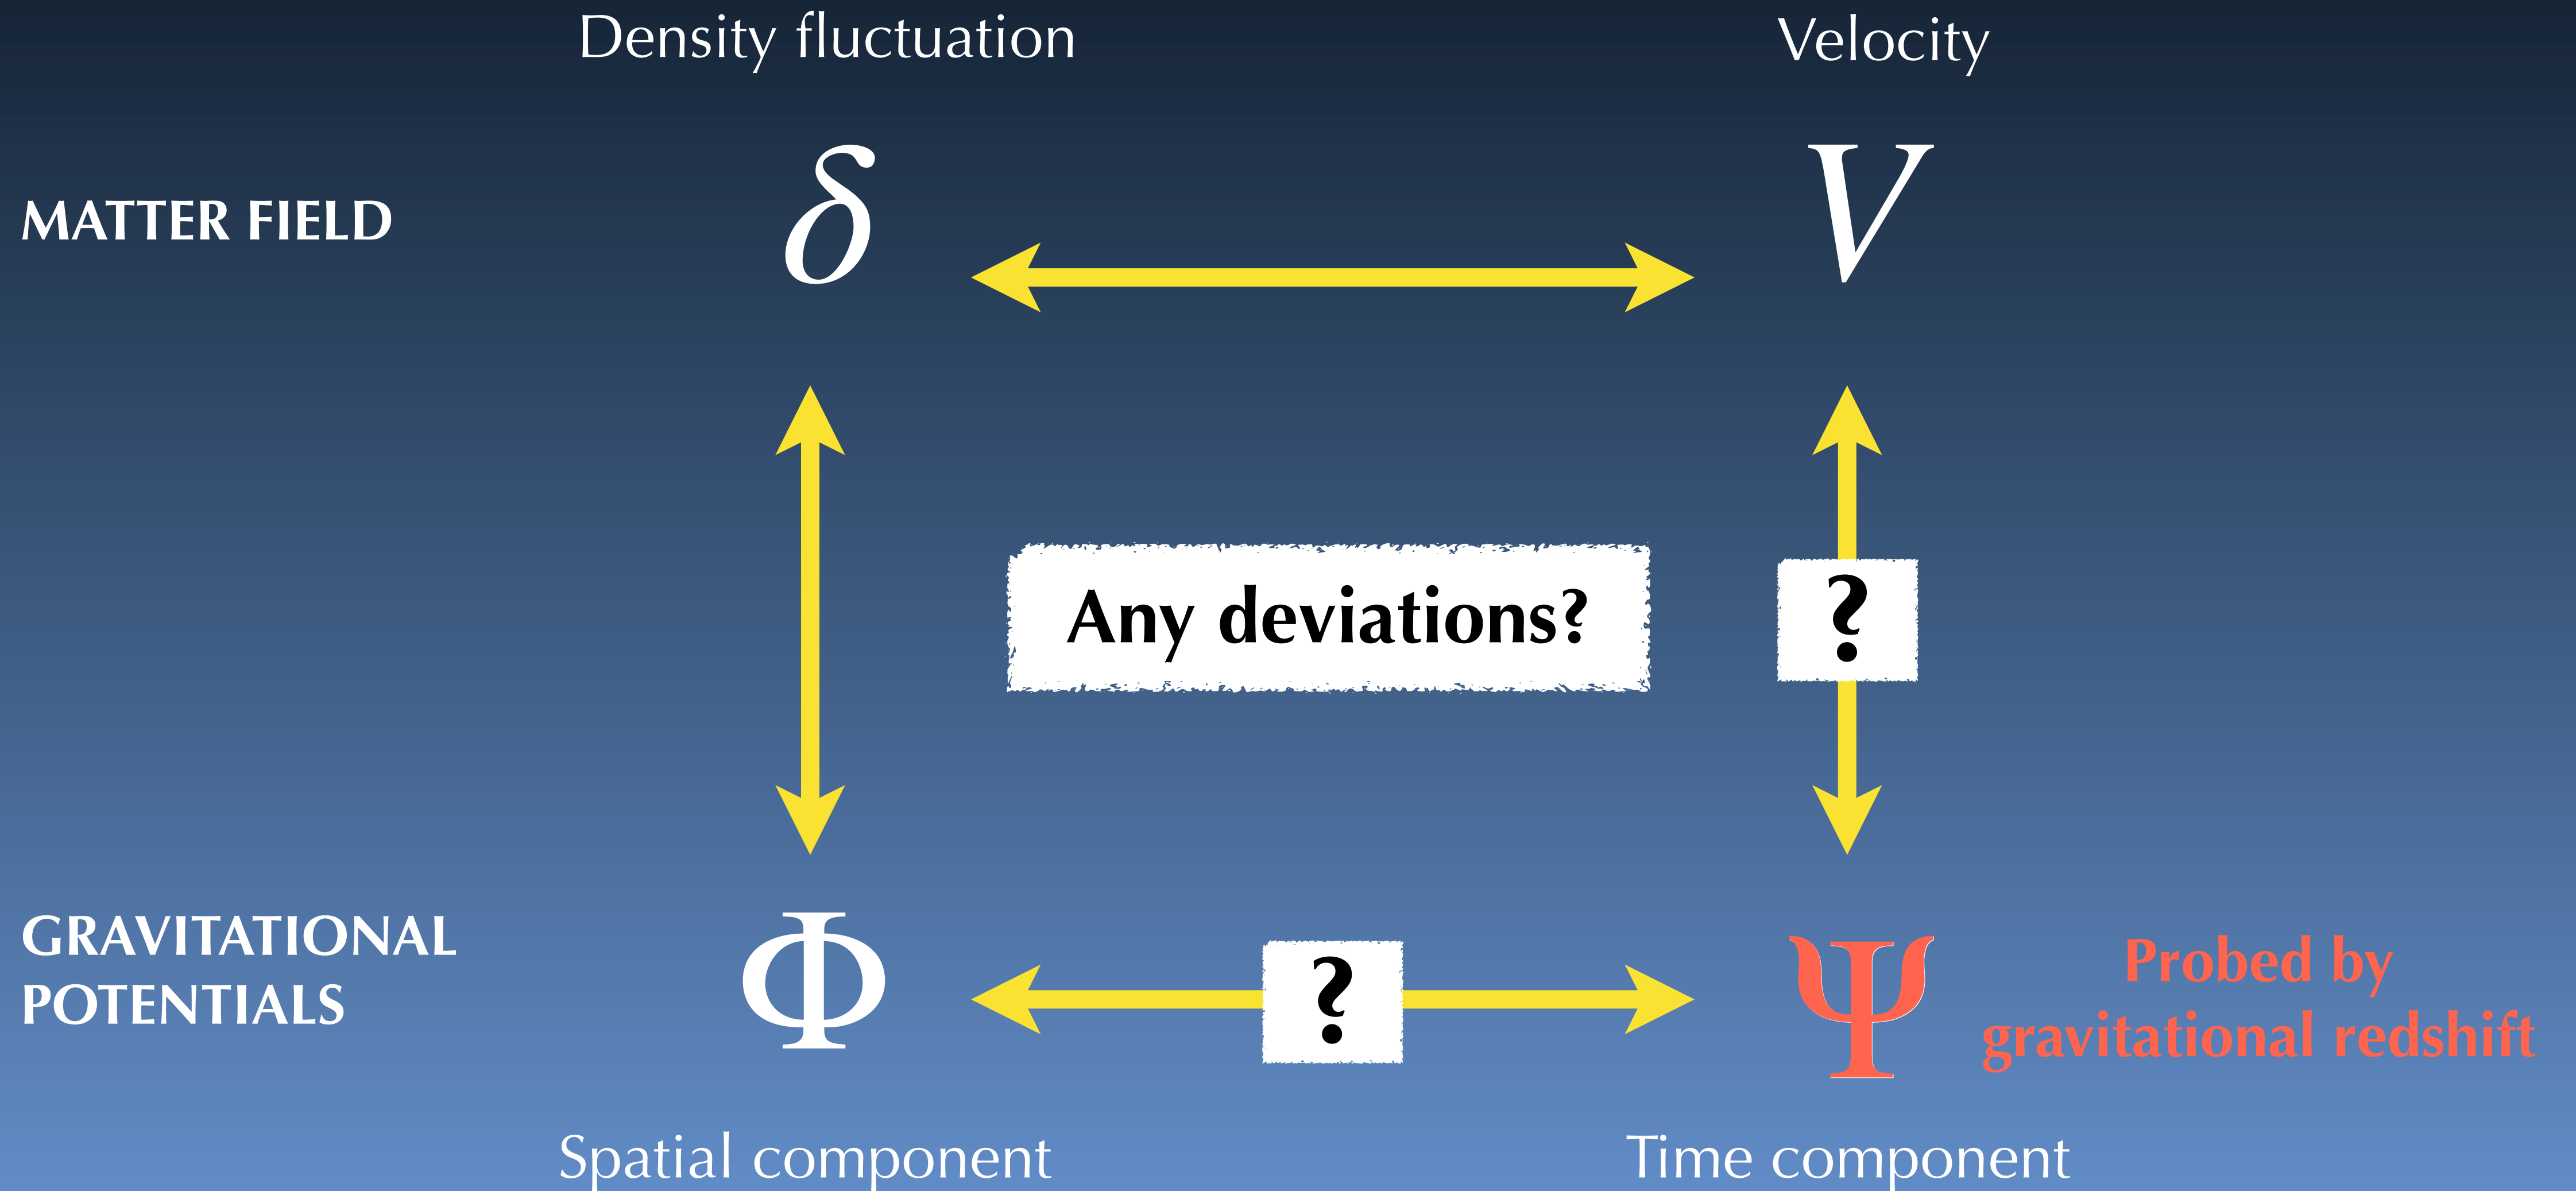 Density fluctuation
Velocity
MATTER FIELD
δ
V
Any deviations?
?
GRAVITATIONAL
POTENTIALS
Φ
?
Ψ
Probed by
gravitational redshift
Spatial component
Time component